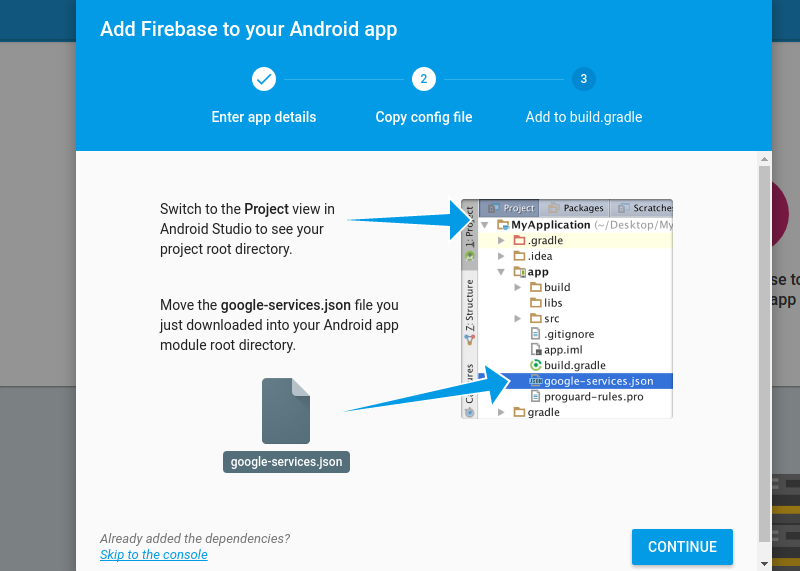 Add Firebase to your Android app
2
3
Enter app details
Copy config file
Add to build.gradle
Switch to the Project view in
Android Studio to see your
project root directory.
Move the google-services.json file you
just downloaded into your Android app
module root directory.
google-services.json
1: Project
Z: Structure
Project
Packages
Scratches
MyApplication (~/Desktop/My
.gradle
.idea
app
build
libs
src
.gitignore
app.iml
build.gradle
google-services.json
proguard-rules.pro
gradle
Already added the dependencies?
Skip to the console
CONTINUE
se to
app